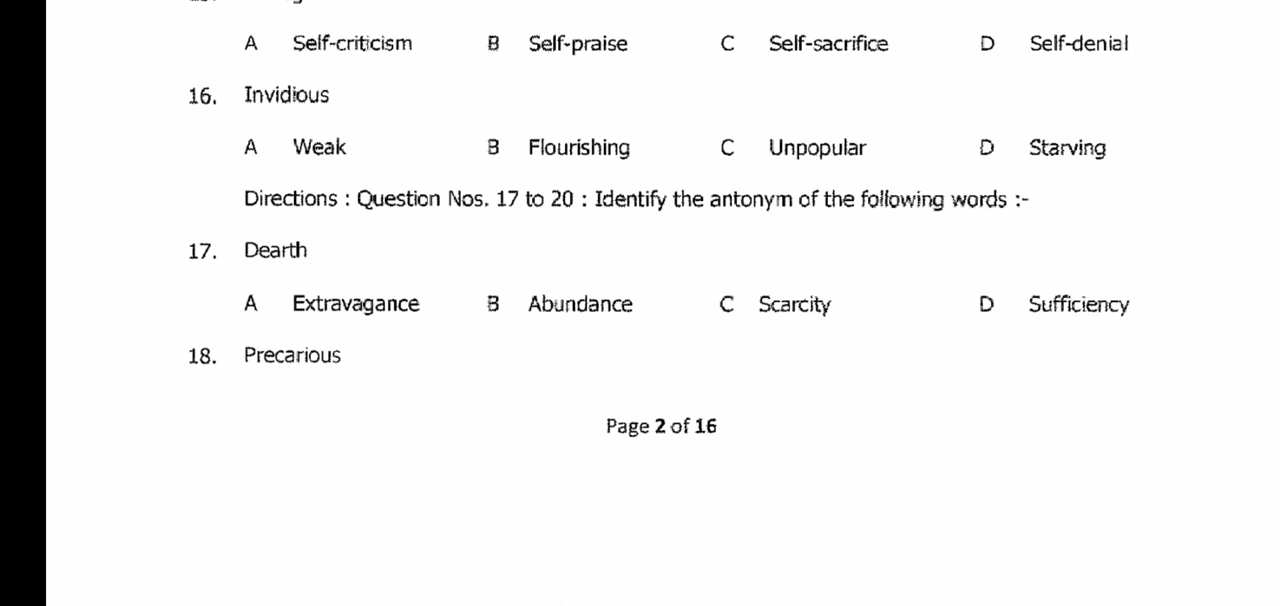 A Self-criticism B Self-praise C Self-sacrifice D Self-denial
16. Invidious
A Weak B Flourishing C Unpopular D Starving
Directions : Question Nos. 17 to 20 : Identify the antonym of the following words :-
17. Dearth
A Extravagance B Abundance C Scarcity D Sufficiency
18. Precarious
Page 2 of 16